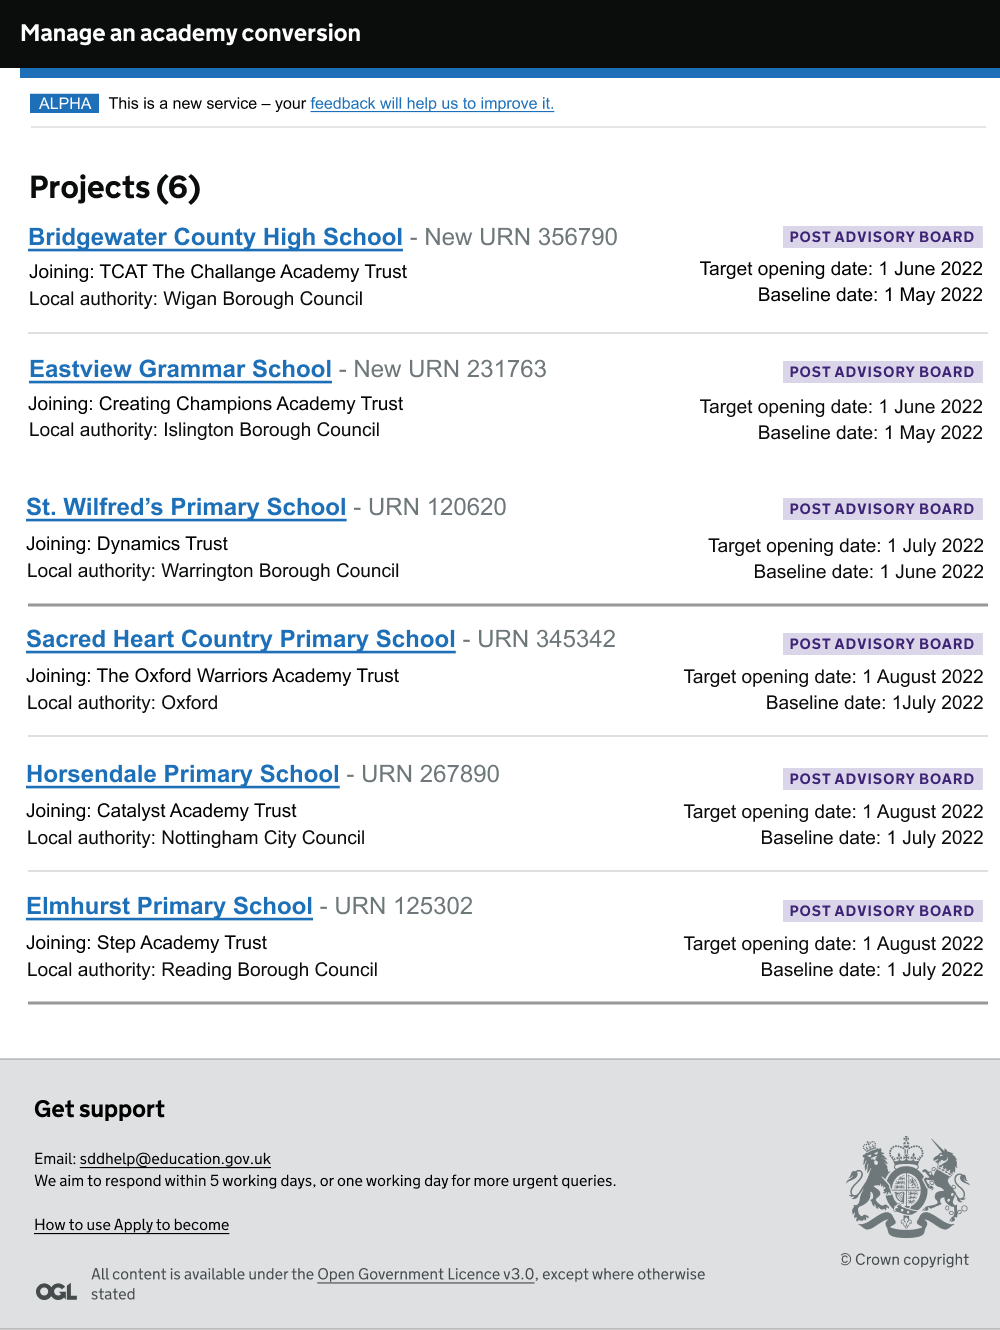 Manage an academy conversion
ALPHA This is a new service – your feedback will help us to improve it.
Projects (6)
Bridgewater County High School - New URN 356790
POST ADVISORY BOARD
Joining: TCAT The Challange Academy Trust
Target opening date: 1 June 2022
Local authority: Wigan Borough Council
Baseline date: 1 May 2022
Eastview Grammar School - New URN 231763
POST ADVISORY BOARD
Joining: Creating Champions Academy Trust
Target opening date: 1 June 2022
Local authority: Islington Borough Council
Baseline date: 1 May 2022
St. Wilfred’s Primary School - URN 120620
POST ADVISORY BOARD
Joining: Dynamics Trust
Target opening date: 1 July 2022
Local authority: Warrington Borough Council
Baseline date: 1 June 2022
Sacred Heart Country Primary School - URN 345342
POST ADVISORY BOARD
Joining: The Oxford Warriors Academy Trust
Target opening date: 1 August 2022
Local authority: Oxford
Baseline date: 1July 2022
Horsendale Primary School - URN 267890
POST ADVISORY BOARD
Joining: Catalyst Academy Trust
Target opening date: 1 August 2022
Local authority: Nottingham City Council
Baseline date: 1 July 2022
Elmhurst Primary School - URN 125302
POST ADVISORY BOARD
Joining: Step Academy Trust
Target opening date: 1 August 2022
Local authority: Reading Borough Council
Baseline date: 1 July 2022
Get support
Email: sddhelp@education.gov.uk
We aim to respond within 5 working days, or one working day for more urgent queries.
How to use Apply to become
© Crown copyright
OGL
All content is available under the Open Government Licence v3.0, except where otherwise
stated